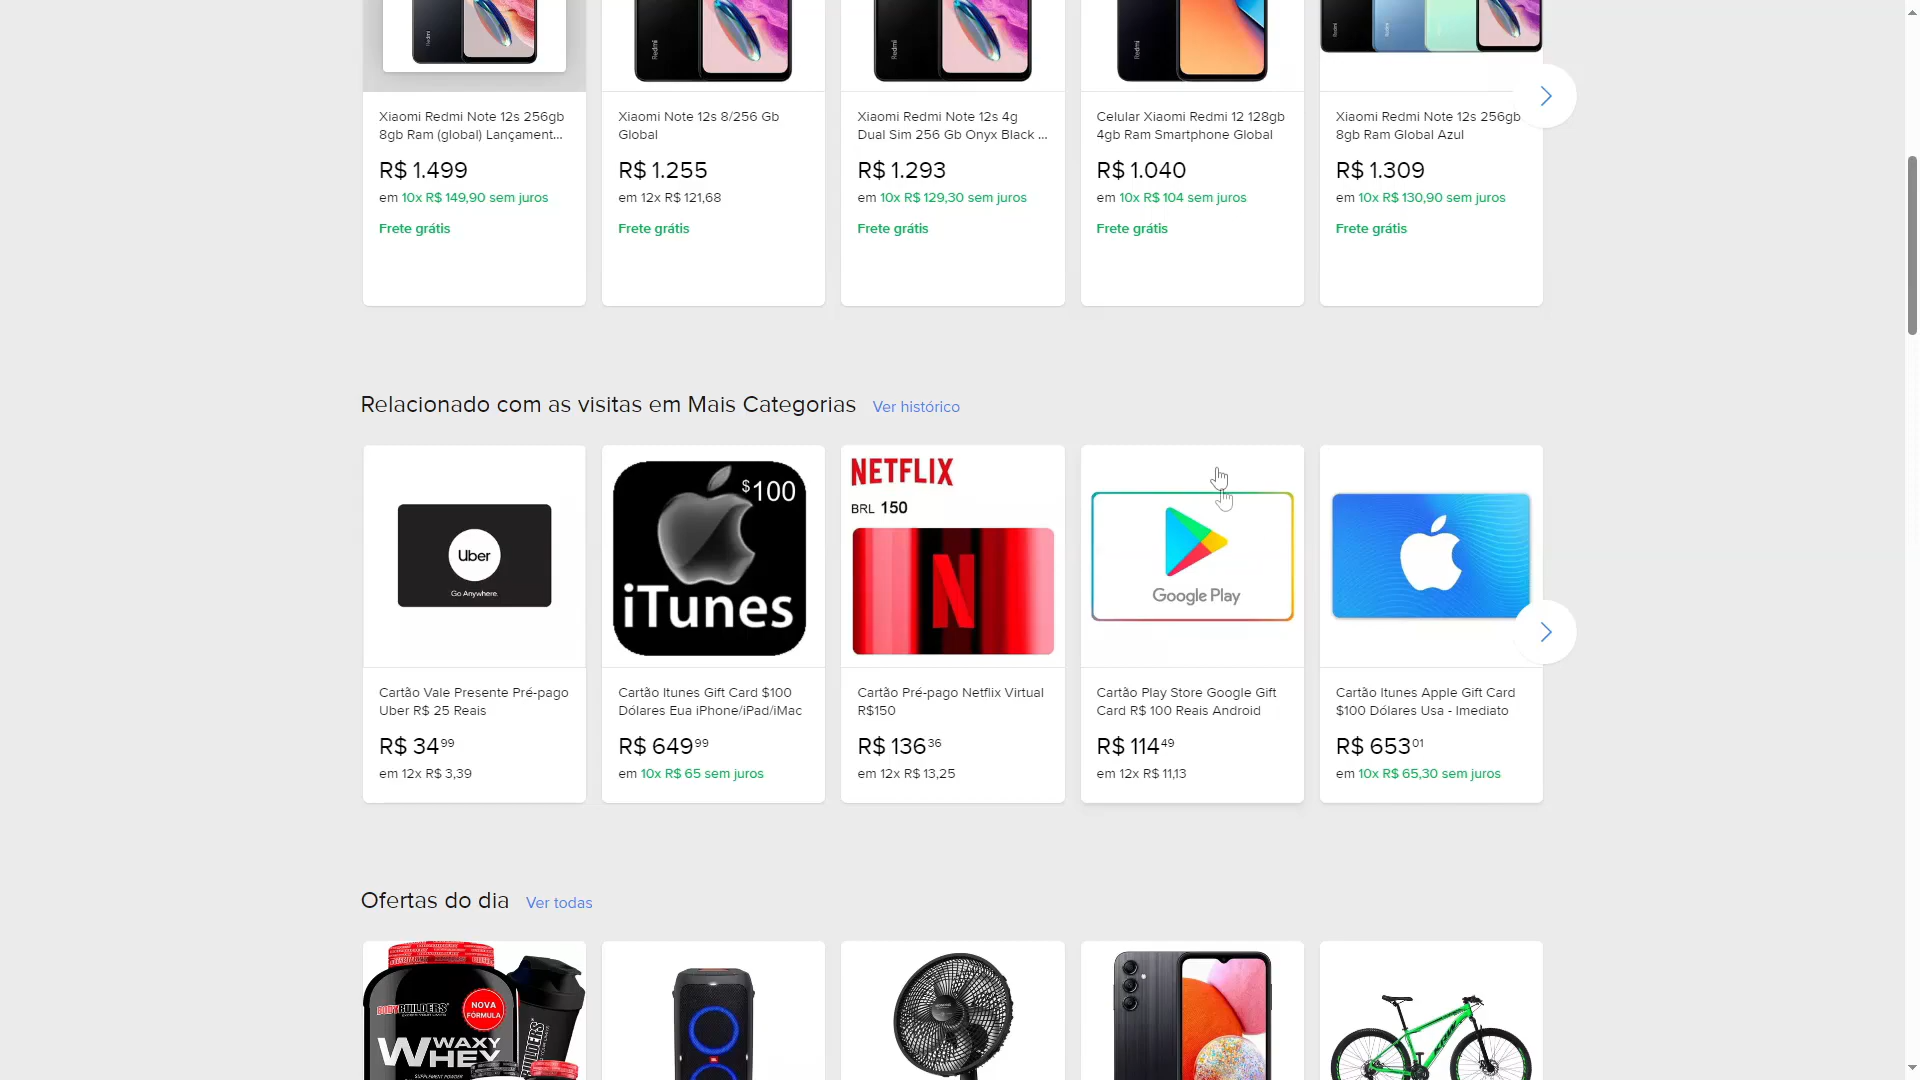 Redmi
Redmi
Redmi
Redmi
Redmi
Xiaomi Redmi Note 12s 256gb
8gb Ram (global) Lançament...
R$ 1.499
em 10x R$ 149,90 sem juros
Frete grátis
Xiaomi Note 12s 8/256 Gb
Global
R$ 1.255
em 12x R$ 121,68
Frete grátis
Xiaomi Redmi Note 12s 4g
Dual Sim 256 Gb Onyx Black ...
R$ 1.293
em 10x R$ 129,30 sem juros
Frete grátis
Celular Xiaomi Redmi 12 128gb
4gb Ram Smartphone Global
R$ 1.040
em 10x R$ 104 sem juros
Frete grátis
Xiaomi Redmi Note 12s 256gb
8gb Ram Global Azul
R$ 1.309
em 10x R$ 130,90 sem juros
Frete grátis
Relacionado com as visitas em Mais Categorias Ver histórico
Uber
Go Anywhere.
Cartão Vale Presente Pré-pago
Uber R$ 25 Reais
R$ 34 99
em 12x R$ 3,39
$100
iTunes
Cartão Itunes Gift Card $100
Dólares Eua iPhone/iPad/iMac
R$ 649 99
em 10x R$ 65 sem juros
NETFLIX
BRL 150
N
Cartão Pré-pago Netflix Virtual
R$150
R$ 136 36
em 12x R$ 13,25
Google Play
Cartão Play Store Google Gift
Card R$ 100 Reais Android
R$ 114 49
em 12x R$ 11,13
Cartão Itunes Apple Gift Card
$100 Dólares Usa - Imediato
R$ 653 01
em 10x R$ 65,30 sem juros
Ofertas do dia Ver todas
BODYBUILDERS
NOVA
FÓRMULA
WAXY
WHEY
JBL